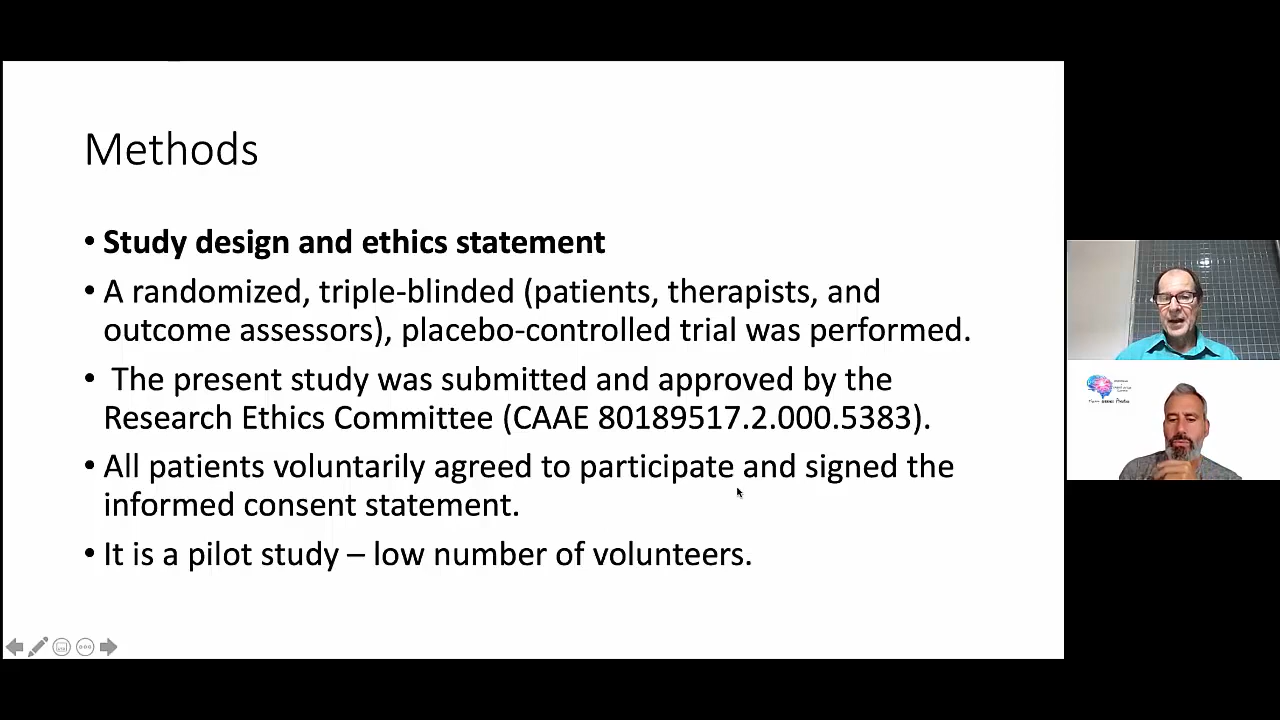 Methods
• Study design and ethics statement
• A randomized, triple-blinded (patients, therapists, and
outcome assessors), placebo-controlled trial was performed.
• The present study was submitted and approved by the
Research Ethics Committee (CAAE 80189517.2.000.5383).
• All patients voluntarily agreed to participate and signed the
informed consent statement.
• It is a pilot study – low number of volunteers.